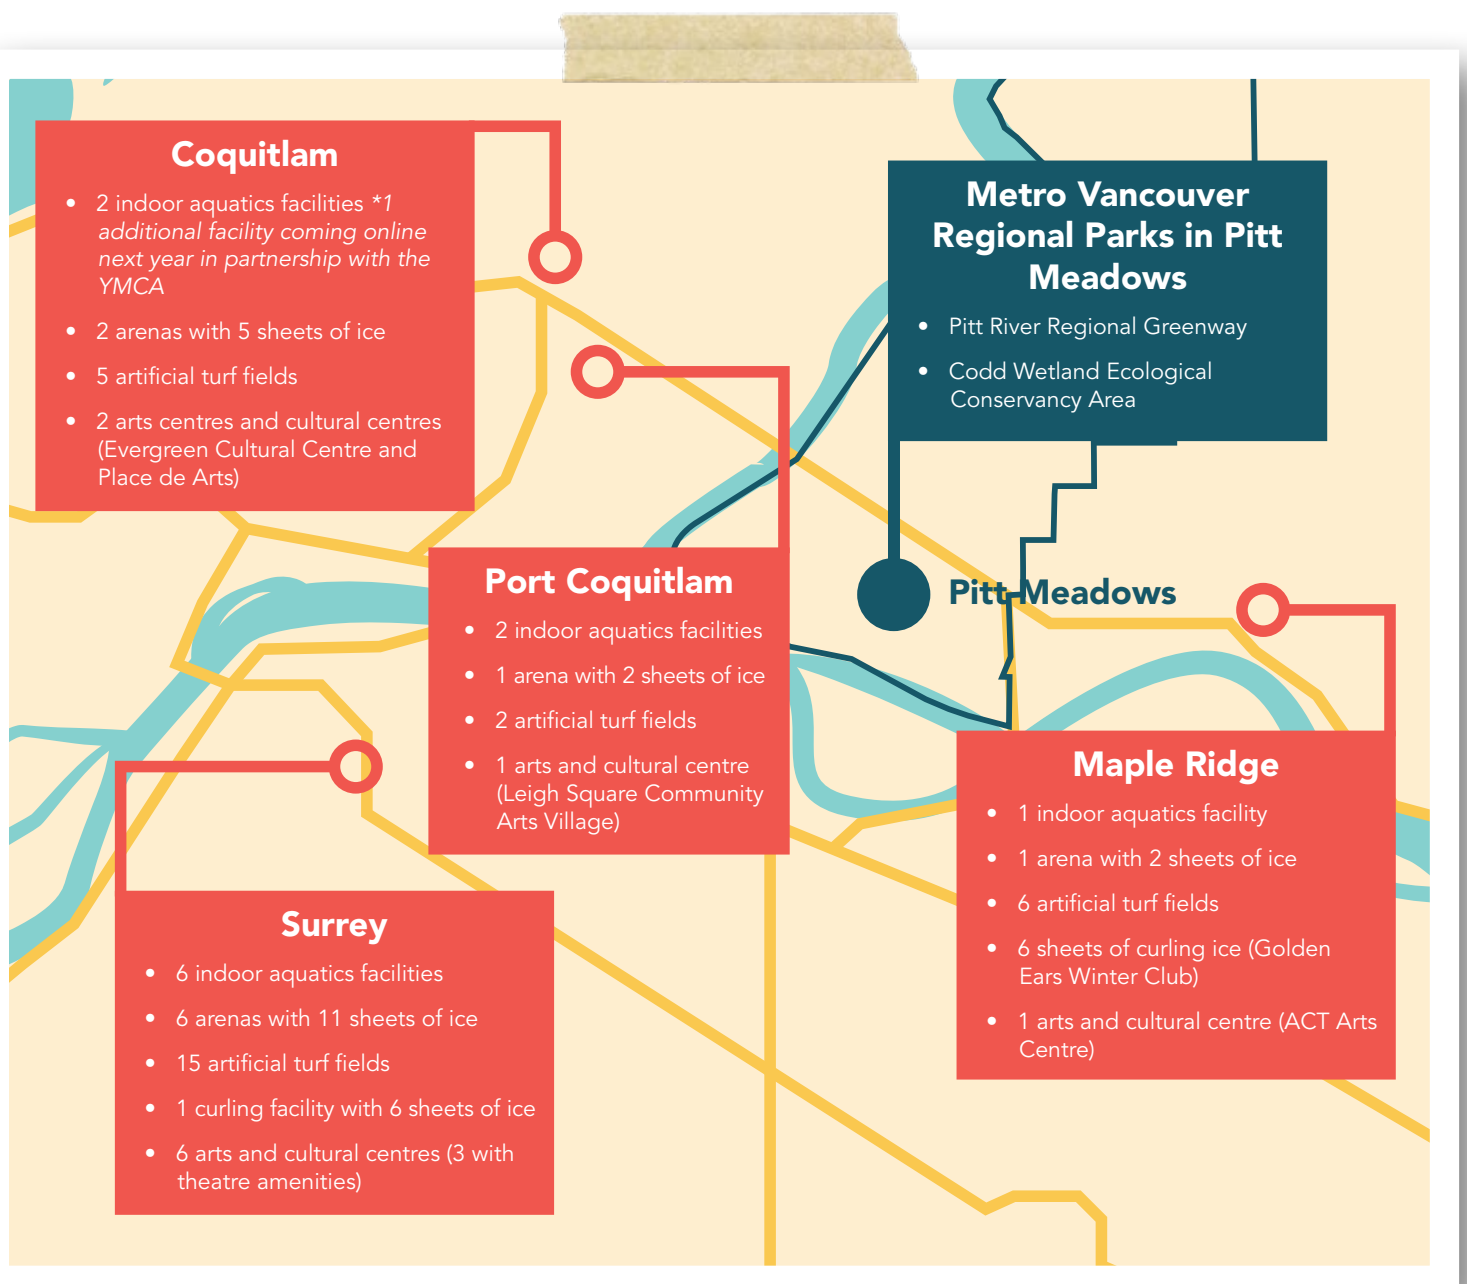 Coquitlam
• 2 indoor aquatics facilities *1
additional facility coming online
next year in partnership with the
YMCA
• 2 arenas with 5 sheets of ice
• 5 artificial turf fields
• 2 arts centres and cultural centres
(Evergreen Cultural Centre and
Place de Arts)
Metro Vancouver
Regional Parks in Pitt
Meadows
• Pitt River Regional Greenway
• Codd Wetland Ecological
Conservancy Area
Pitt Meadows
Port Coquitlam
• 2 indoor aquatics facilities
• 1 arena with 2 sheets of ice
• 2 artificial turf fields
• 1 arts and cultural centre
(Leigh Square Community
Arts Village)
Maple Ridge
• 1 indoor aquatics facility
• 1 arena with 2 sheets of ice
• 6 artificial turf fields
• 6 sheets of curling ice (Golden
Ears Winter Club)
• 1 arts and cultural centre (ACT Arts
Centre)
Surrey
• 6 indoor aquatics facilities
• 6 arenas with 11 sheets of ice
• 15 artificial turf fields
• 1 curling facility with 6 sheets of ice
• 6 arts and cultural centres (3 with
theatre amenities)